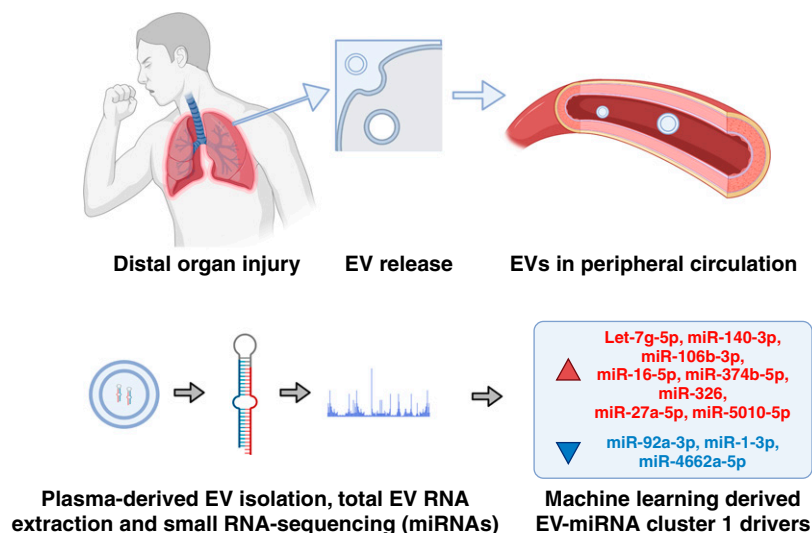 Distal organ injury
EV release
EVs in peripheral circulation
Let-7g-5p, miR-140-3p,
miR-106b-3p,
miR-16-5p, miR-374b-5p,
miR-326,
miR-27a-5p, miR-5010-5p
miR-92a-3p, miR-1-3p,
miR-4662a-5p
Plasma-derived EV isolation, total EV RNA
extraction and small RNA-sequencing (miRNAs)
Machine learning derived
EV-miRNA cluster 1 drivers